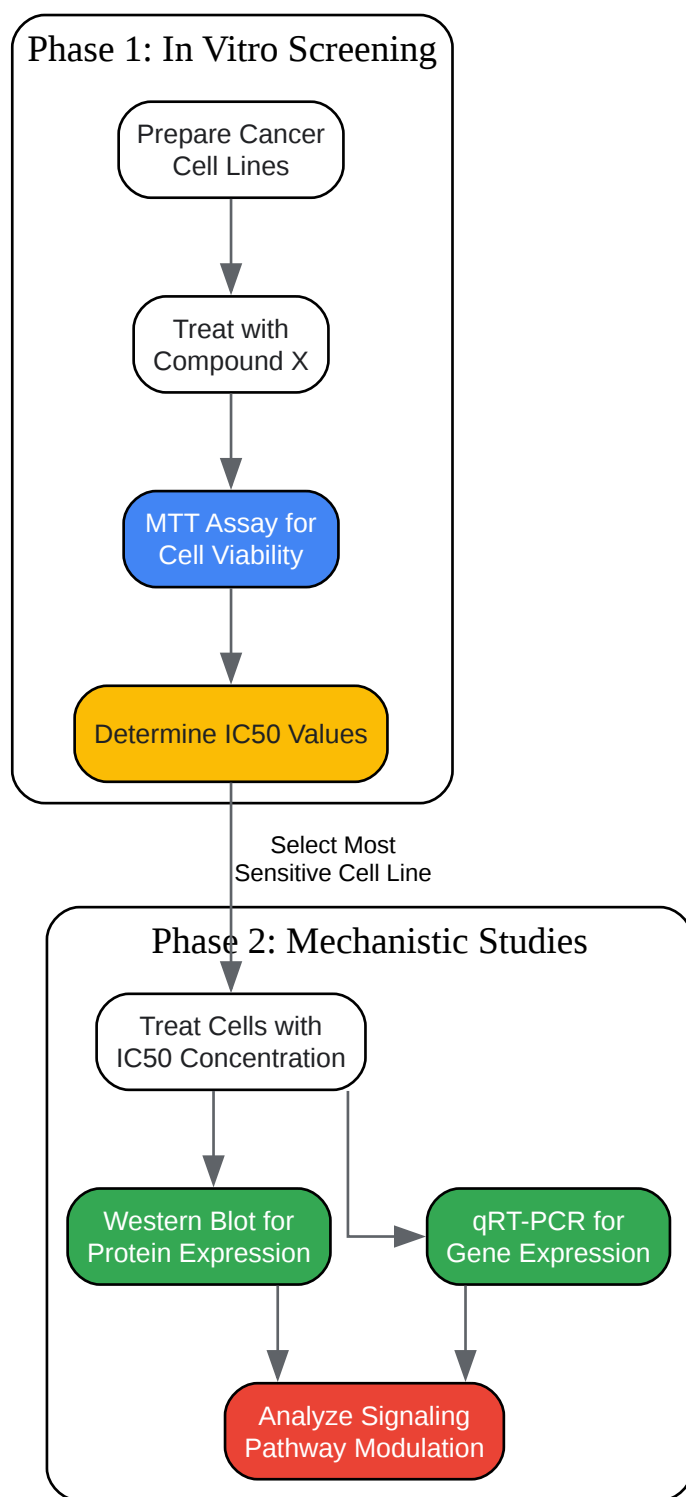 Phase 1: In Vitro Screening
Prepare Cancer
Cell Lines
Treat with
Compound X
MTT Assay for
Cell Viability
Determine IC50 Values
Select Most
Sensitive Cell Line
Phase 2: Mechanistic Studies
Treat Cells with
IC50 Concentration
Western Blot for
Protein Expression
qRT-PCR for
Gene Expression
Analyze Signaling
Pathway Modulation